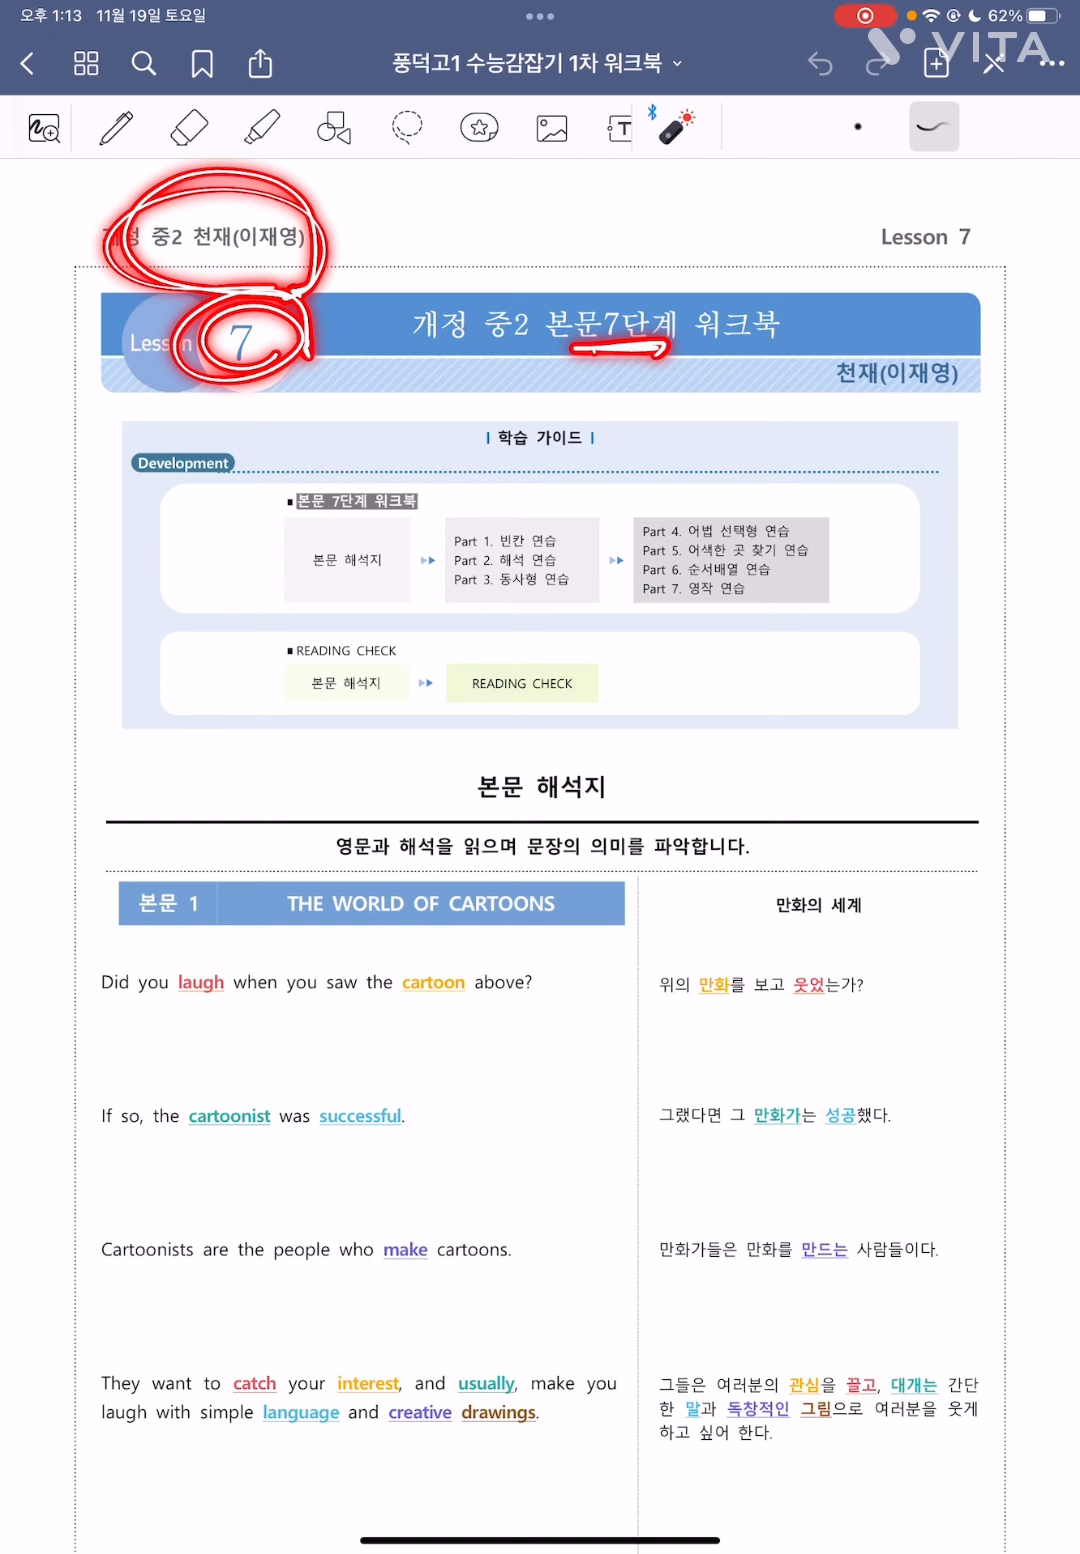 오후 1:13 11월 19일 토요일
62%
VITA
풍덕고1 수능감잡기 1차 워크북
개정 중2 천재(이재영)
Lesson 7
Lesson 7
개정 중2 본문7단계 워크북
천재(이재영)
학습 가이드
Development
본문 7단계 워크북
본문 해석지
Part 1. 빈칸 연습
Part 2. 해석 연습
Part 3. 동사형 연습
Part 4. 어법 선택형 연습
Part 5. 어색한 곳 찾기 연습
Part 6. 순서배열 연습
Part 7. 영작 연습
READING CHECK
본문 해석지
READING CHECK
본문 해석지
영문과 해석을 읽으며 문장의 의미를 파악합니다.
본문 1 THE WORLD OF CARTOONS
만화의 세계
Did you laugh when you saw the cartoon above?
위의 만화를 보고 웃었는가?
If so, the cartoonist was successful.
그랬다면 그 만화가는 성공했다.
Cartoonists are the people who make cartoons.
만화가들은 만화를 만드는 사람들이다.
They want to catch your interest, and usually, make you
laugh with simple language and creative drawings.
그들은 여러분의 관심을 끌고, 대개는 간단
한 말과 독창적인 그림으로 여러분을 웃게
하고 싶어 한다.